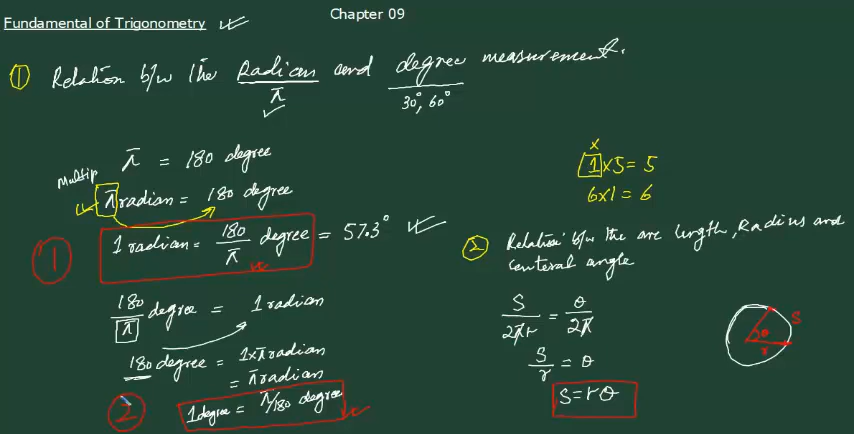 Chapter 09
Fundamental of Trigonometry
① Relation b/w the Radian and degree measurement.
π
30°, 60°
π = 180 degree
Multip
π radian = 180 degree
① 1 radian = 180/π degree = 57.3°
180/π degree = 1 radian
180 degree = 1×π radian
= π radian
② 1 degree = π/180 degree
x
1×5 = 5
6×1 = 6
② Relation b/w the arc length, Radius and
centeral angle
S/2πr = θ/2π
S/r = θ
S = rθ
θ
r
S